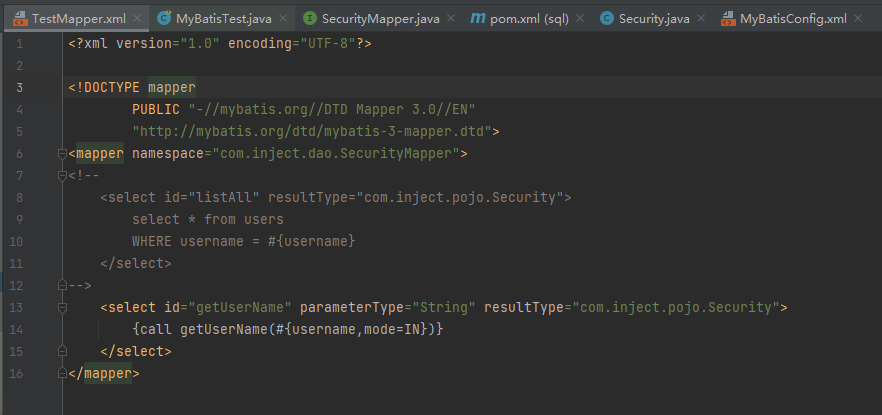 TestMapper.xml MyBatisTest.java SecurityMapper.java pom.xml (sql) Security.java MyBatisConfig.xml
1 <?xml version="1.0" encoding="UTF-8"?>
2
3 <!DOCTYPE mapper
4 PUBLIC "-//mybatis.org//DTD Mapper 3.0//EN"
5 "http://mybatis.org/dtd/mybatis-3-mapper.dtd">
6 <mapper namespace="com.inject.dao.SecurityMapper">
7 <!--
8 <select id="listAll" resultType="com.inject.pojo.Security">
9 select * from users
10 WHERE username = #{username}
11 </select>
12 -->
13 <select id="getUserName" parameterType="String" resultType="com.inject.pojo.Security">
14 {call getUserName(#{username,mode=IN})}
15 </select>
16 </mapper>